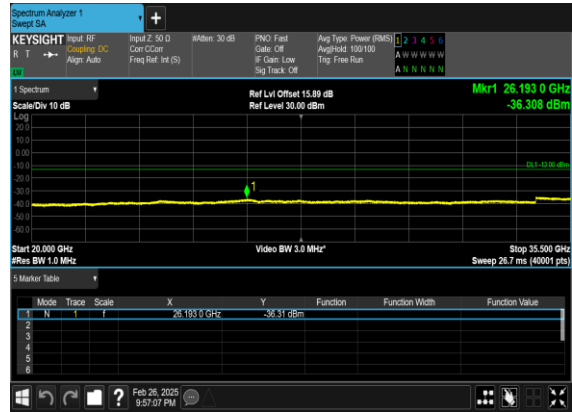 Spectrum Analyzer 1
Swept SA
+
KEYSIGHT Input: RF Input Z: 50 Ω #Atten: 30 dB PNO: Fast Avg Type: Power (RMS) 1 2 3 4 5 6
R T Coupling: DC Corr CCorr Gate: Off Avg|Hold: 100/100 A W W W W W
Align: Auto Freq Ref: Int (S) IF Gain: Low Trig: Free Run A N N N N N
Sig Track: Off
1 Spectrum Ref Lvl Offset 15.89 dB Mkr1 26.193 0 GHz
Scale/Div 10 dB Ref Level 30.00 dBm -36.308 dBm
Log
20.0
10.0
0.00
-10.0 DL1 -13.00 dBm
-20.0
-30.0 1
-40.0
-50.0
-60.0
Start 20.000 GHz Video BW 3.0 MHz* Stop 35.500 GHz
#Res BW 1.0 MHz Sweep 26.7 ms (40001 pts)
5 Marker Table
Mode Trace Scale X Y Function Function Width Function Value
1 N 1 f 26.193 0 GHz -36.31 dBm
2
3
4
5
6
? Feb 26, 2025
9:57:07 PM